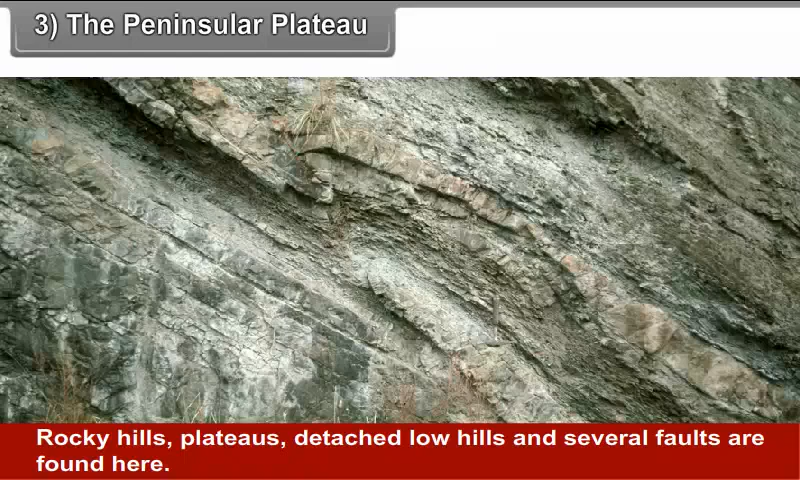 3) The Peninsular Plateau
Rocky hills, plateaus, detached low hills and several faults are
found here.